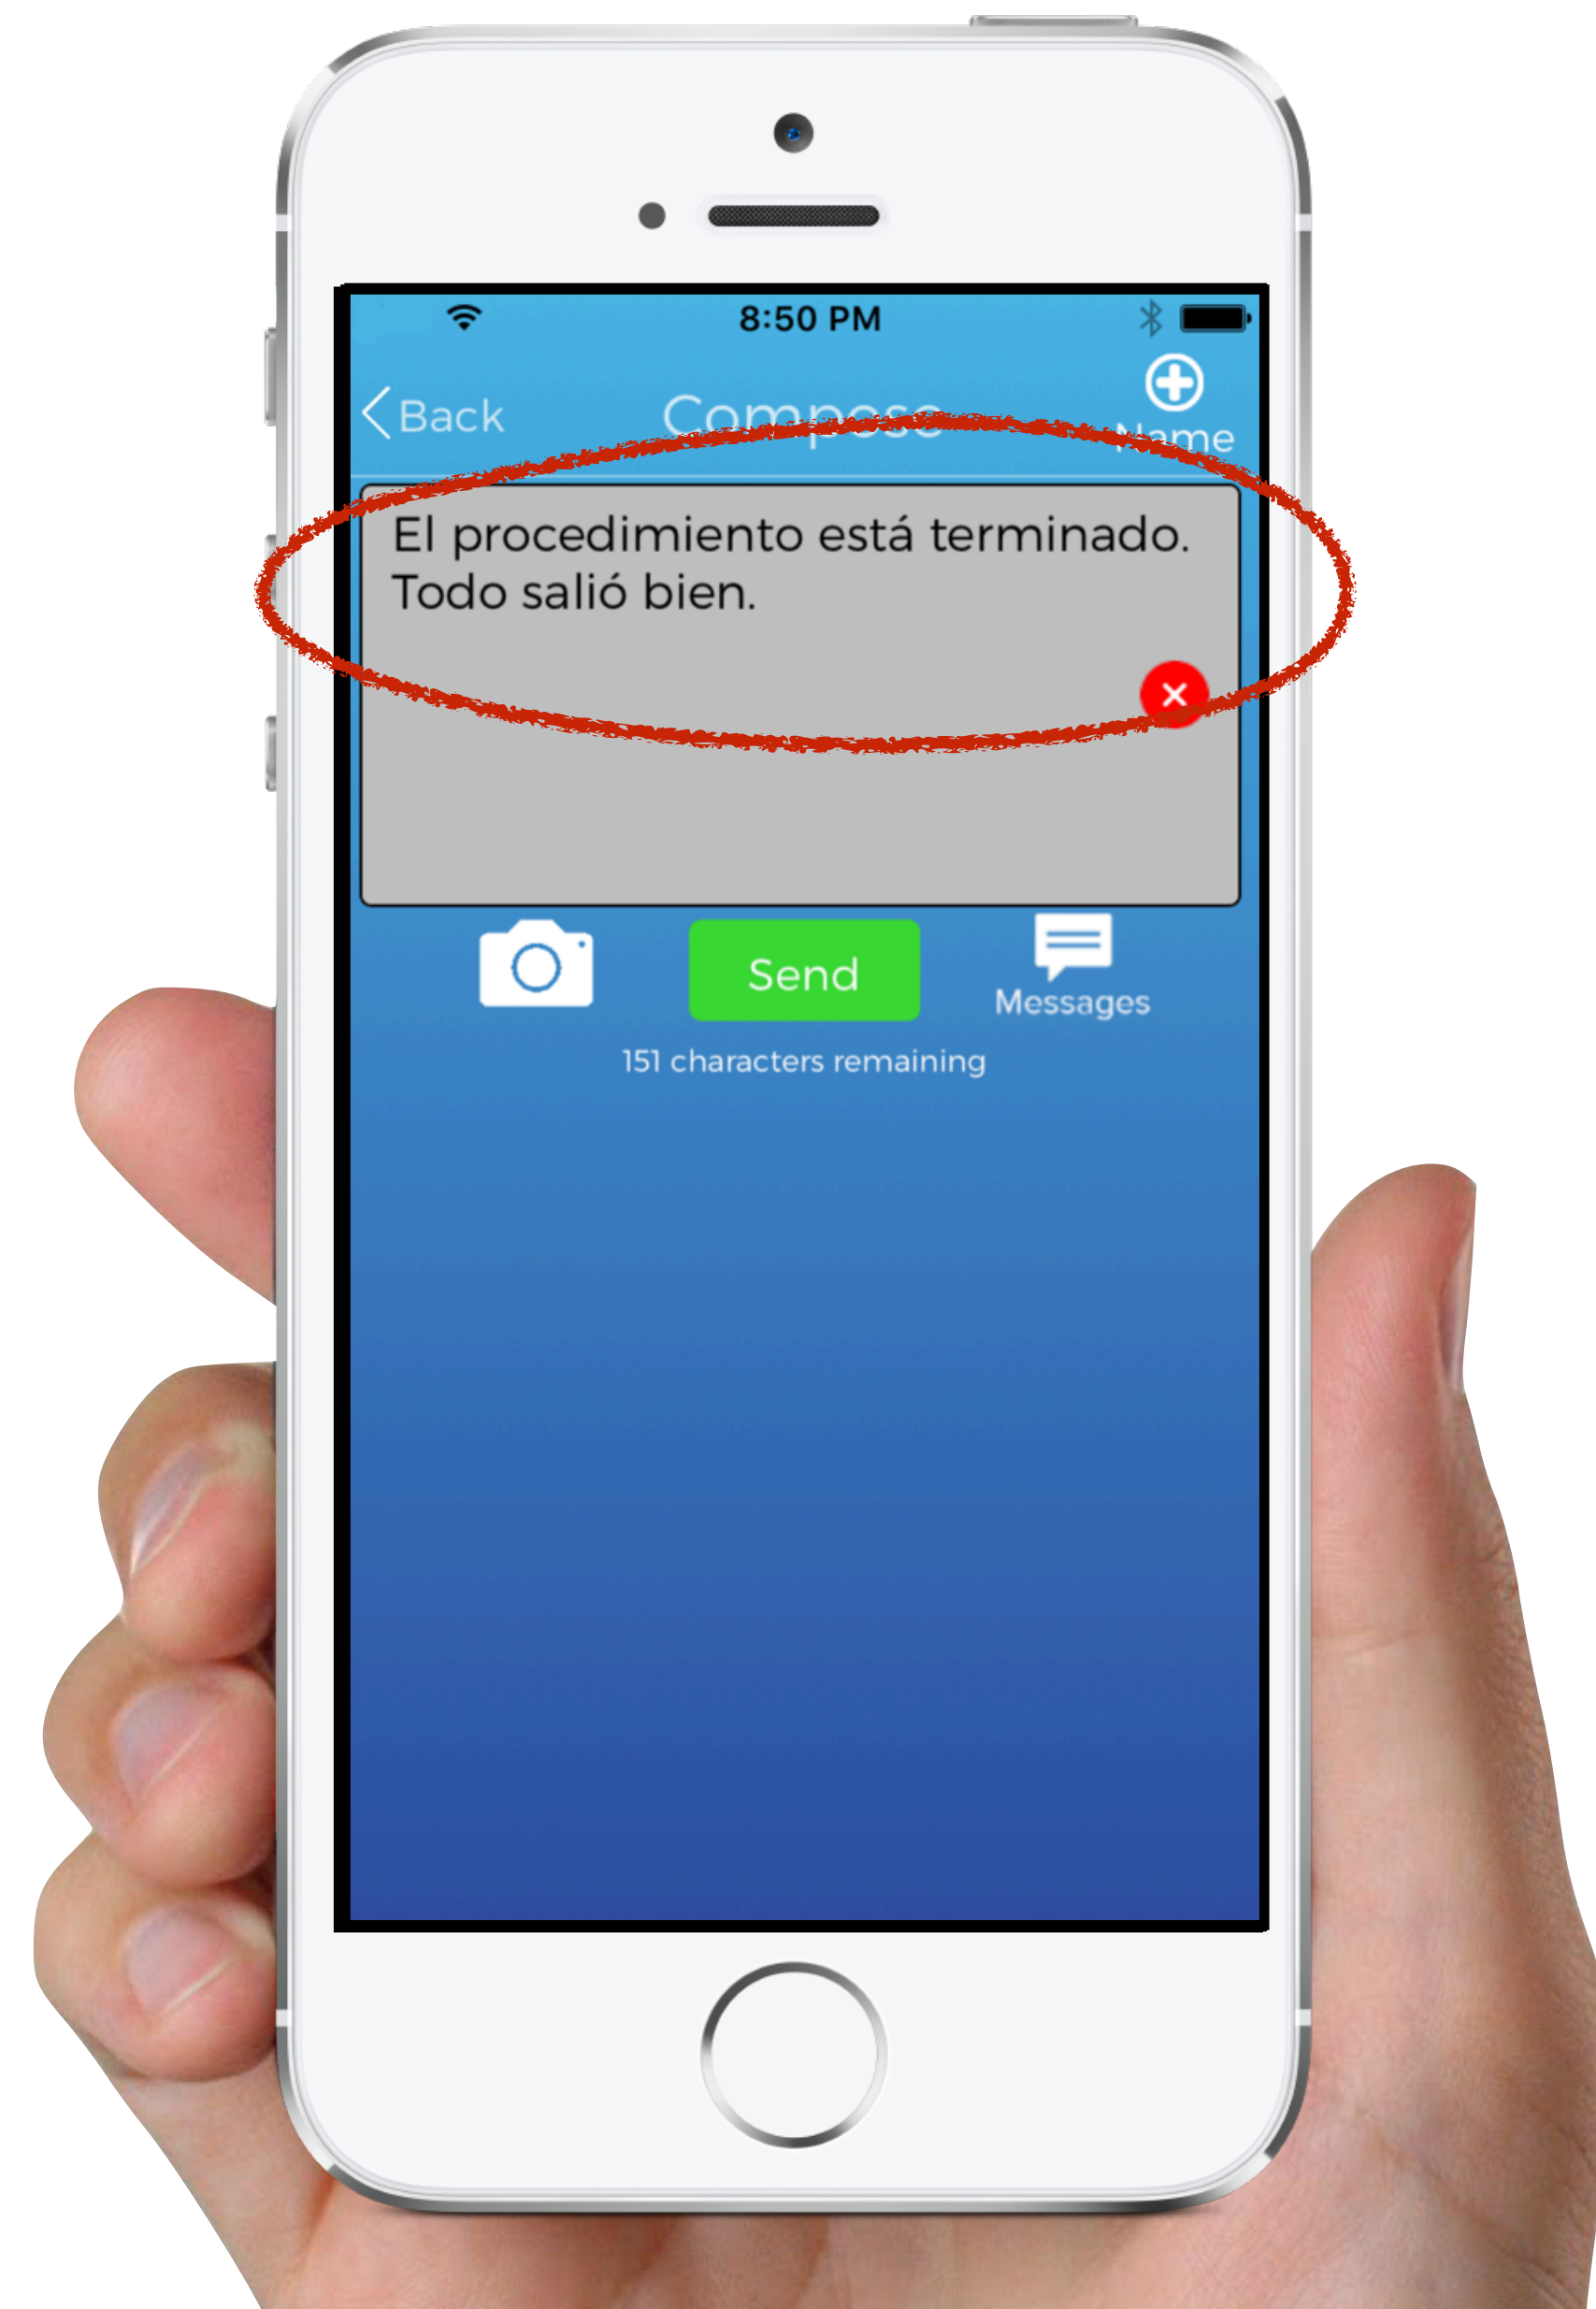 8:50 PM
Back
Compose
Name
El procedimiento está terminado.
Todo salió bien.
Send
Messages
151 characters remaining